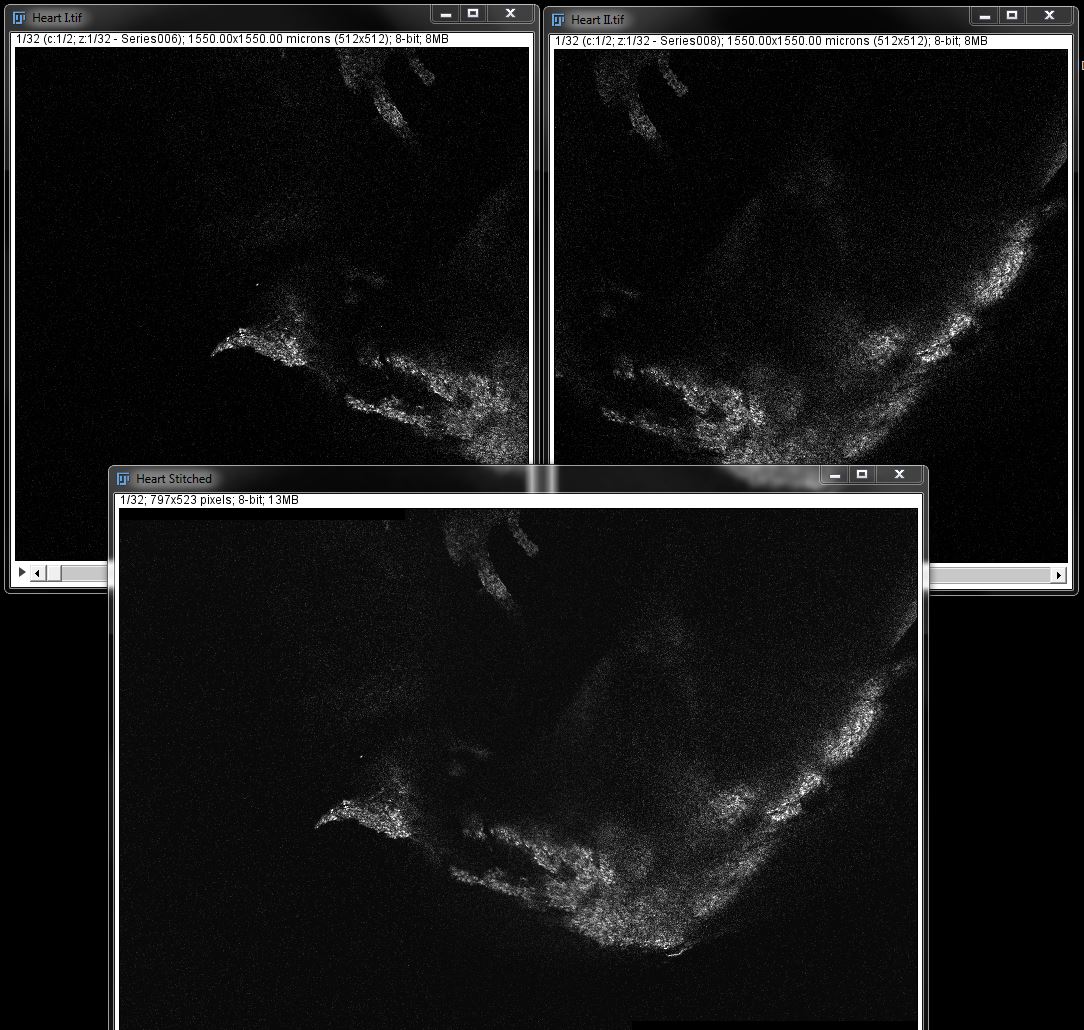 Heart I.tif
1/32 (c:1/2; z:1/32 - Series006); 1550.00x1550.00 microns (512x512); 8-bit; 8MB
Heart II.tif
1/32 (c:1/2; z:1/32 - Series008); 1550.00x1550.00 microns (512x512); 8-bit; 8MB
Heart Stitched
1/32; 797x523 pixels; 8-bit; 13MB